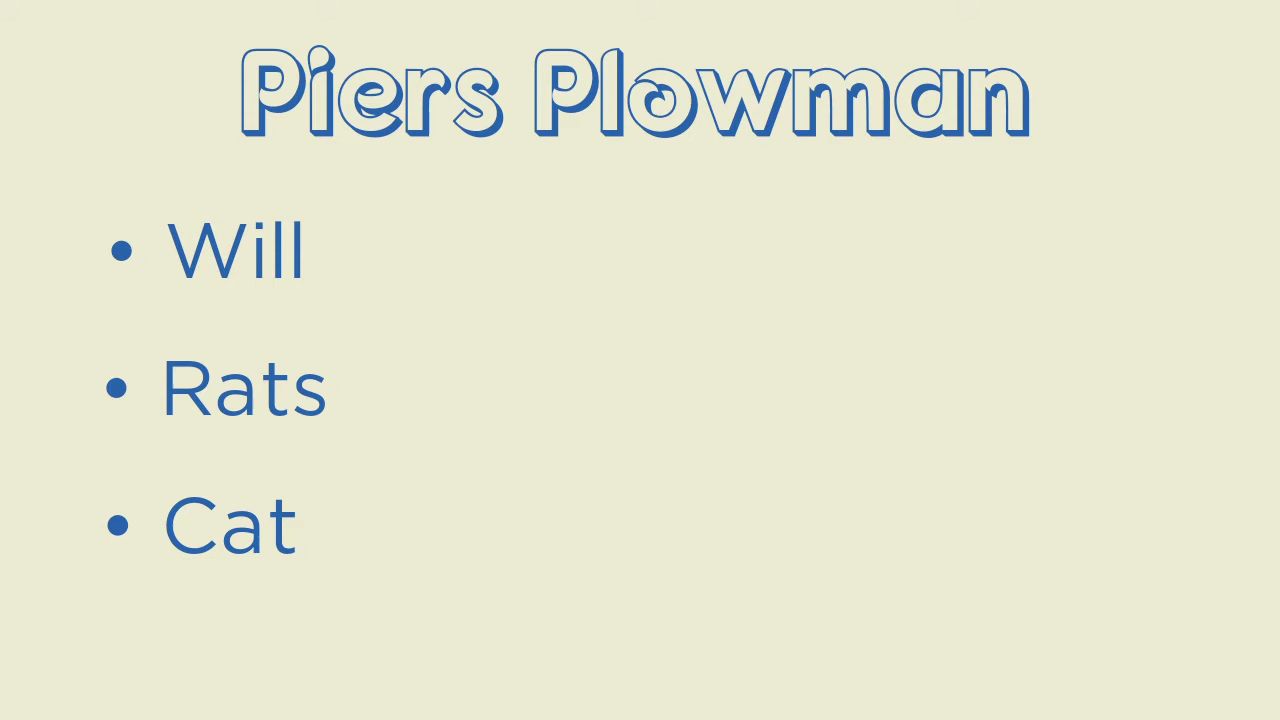 Piers Plowman
• Will
• Rats
• Cat